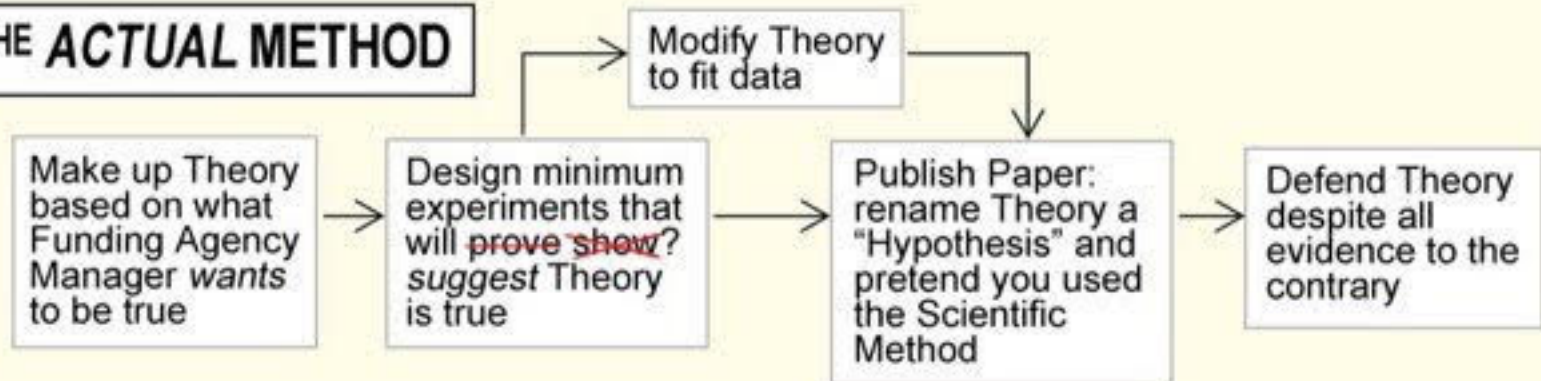 HE ACTUAL METHOD
Modify Theory
to fit data
Make up Theory
based on what
Funding Agency
Manager wants
to be true
Design minimum
experiments that
will prove show?
suggest Theory
is true
Publish Paper:
rename Theory a
“Hypothesis” and
pretend you used
the Scientific
Method
Defend Theory
despite all
evidence to the
contrary